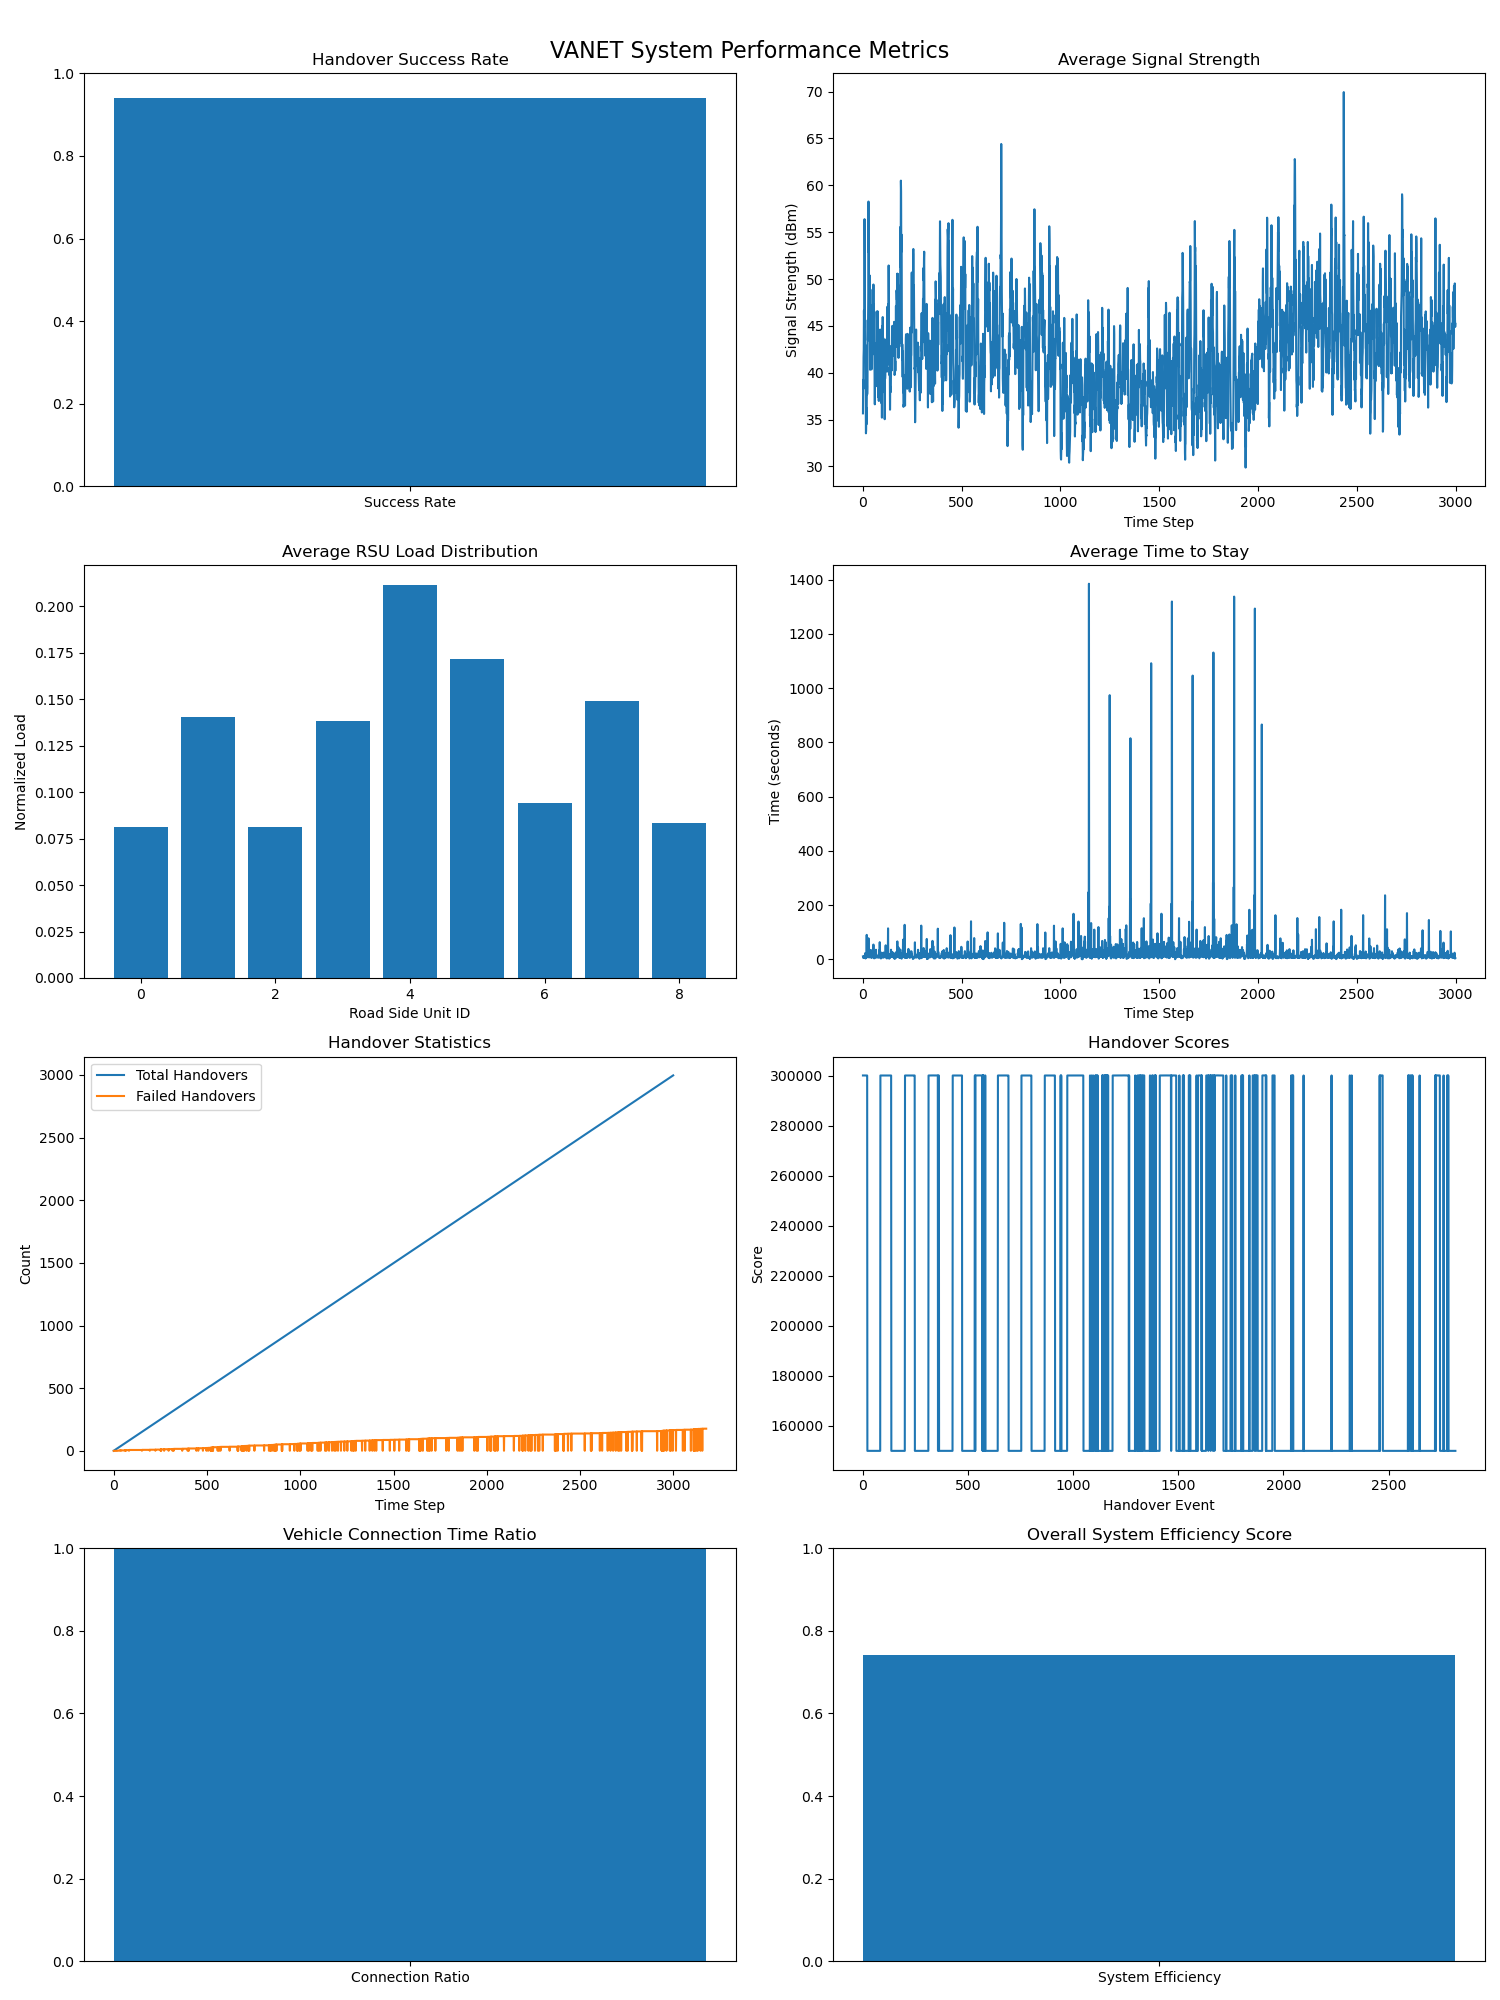 VANET System Performance Metrics
Handover Success Rate
1.0
0.8
0.6
0.4
0.2
0.0
Success Rate
Average Signal Strength
Signal Strength (dBm)
70
65
60
55
50
45
40
35
30
0 500 1000 1500 2000 2500 3000
Time Step
Average RSU Load Distribution
Normalized Load
0.200
0.175
0.150
0.125
0.100
0.075
0.050
0.025
0.000
0 2 4 6 8
Road Side Unit ID
Average Time to Stay
Time (seconds)
1400
1200
1000
800
600
400
200
0
0 500 1000 1500 2000 2500 3000
Time Step
Handover Statistics
Total Handovers
Failed Handovers
Count
3000
2500
2000
1500
1000
500
0
0 500 1000 1500 2000 2500 3000
Time Step
Handover Scores
Score
300000
280000
260000
240000
220000
200000
180000
160000
0 500 1000 1500 2000 2500
Handover Event
Vehicle Connection Time Ratio
1.0
0.8
0.6
0.4
0.2
0.0
Connection Ratio
Overall System Efficiency Score
1.0
0.8
0.6
0.4
0.2
0.0
System Efficiency